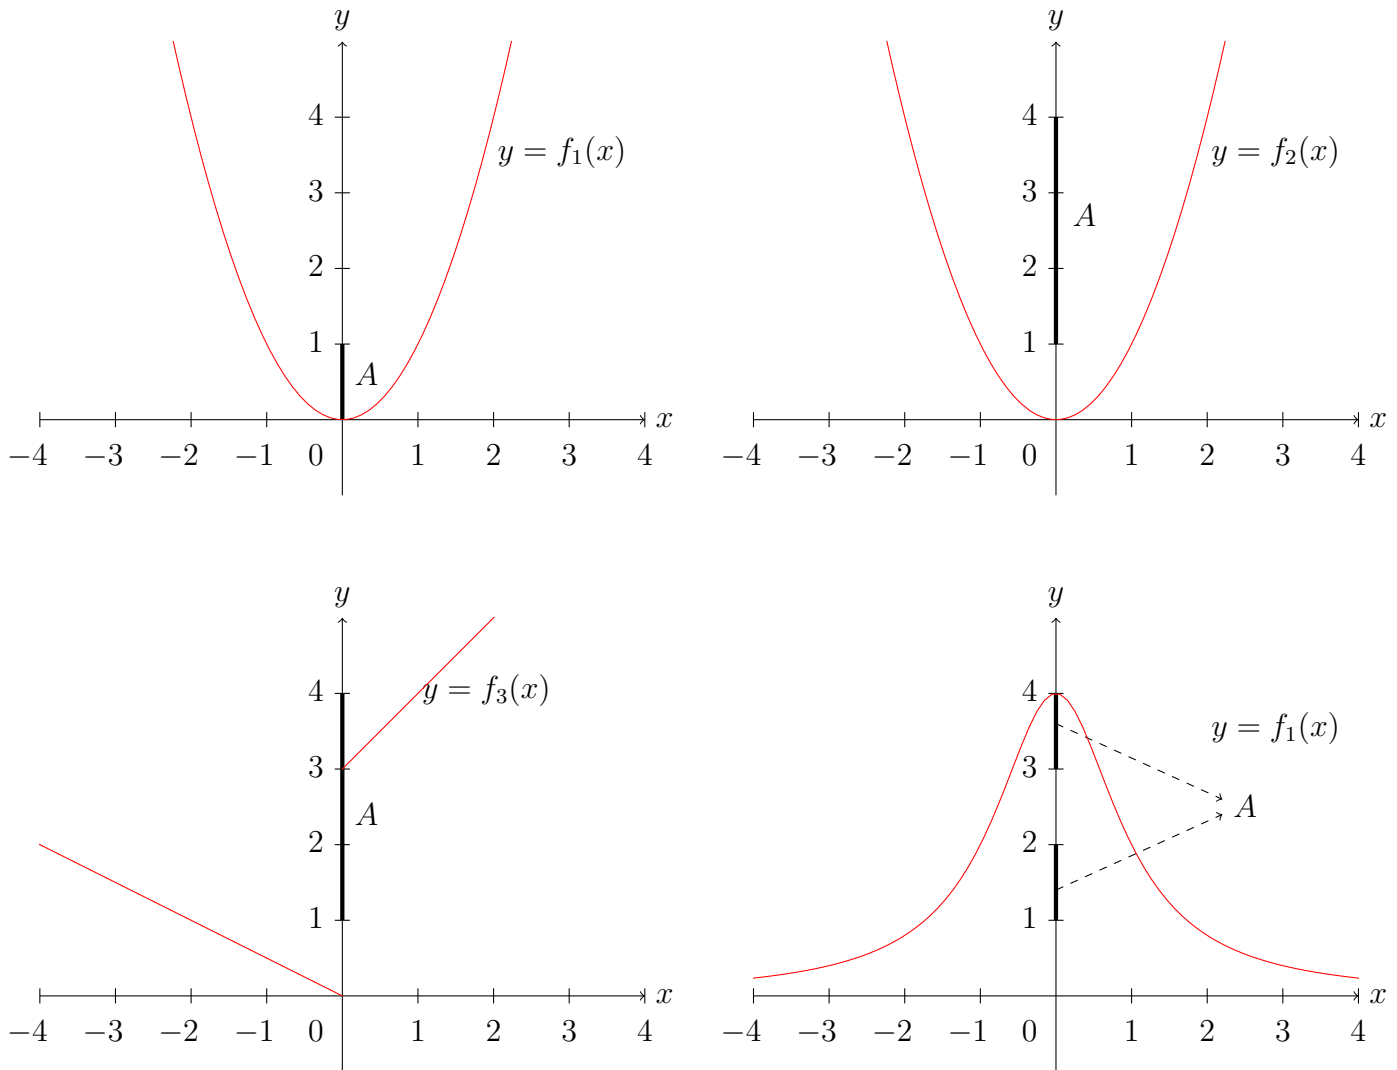 y y
4 4
y = f₁(x) y = f₂(x)
3 3
A
2 2
1 1
A
x x
−4 −3 −2 −1 0 1 2 3 4 −4 −3 −2 −1 0 1 2 3 4
y y
4 4
y = f₃(x)
y = f₁(x)
3 3
A A
2 2
1 1
x x
−4 −3 −2 −1 0 1 2 3 4 −4 −3 −2 −1 0 1 2 3 4